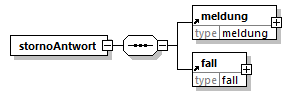 meldung
type meldung
stornoAntwort
fall
type fall